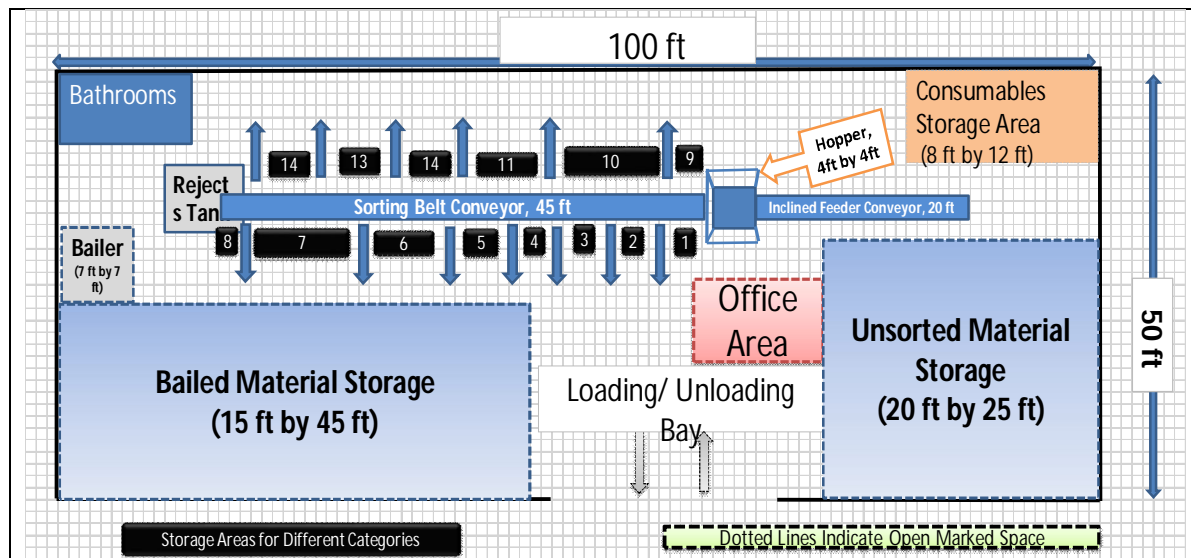 100 ft
Bathrooms
Consumables
Storage Area
(8 ft by 12 ft)
Hopper,
4ft by 4ft
14
13
14
11
10
9
Reject
s Tank
Sorting Belt Conveyor, 45 ft
Inclined Feeder Conveyor, 20 ft
8
7
6
5
4
3
2
1
Bailer
(7 ft by 7
ft)
Office
Area
Unsorted Material
Storage
(20 ft by 25 ft)
50 ft
Bailed Material Storage
(15 ft by 45 ft)
Loading/ Unloading
Bay
Storage Areas for Different Categories
Dotted Lines Indicate Open Marked Space